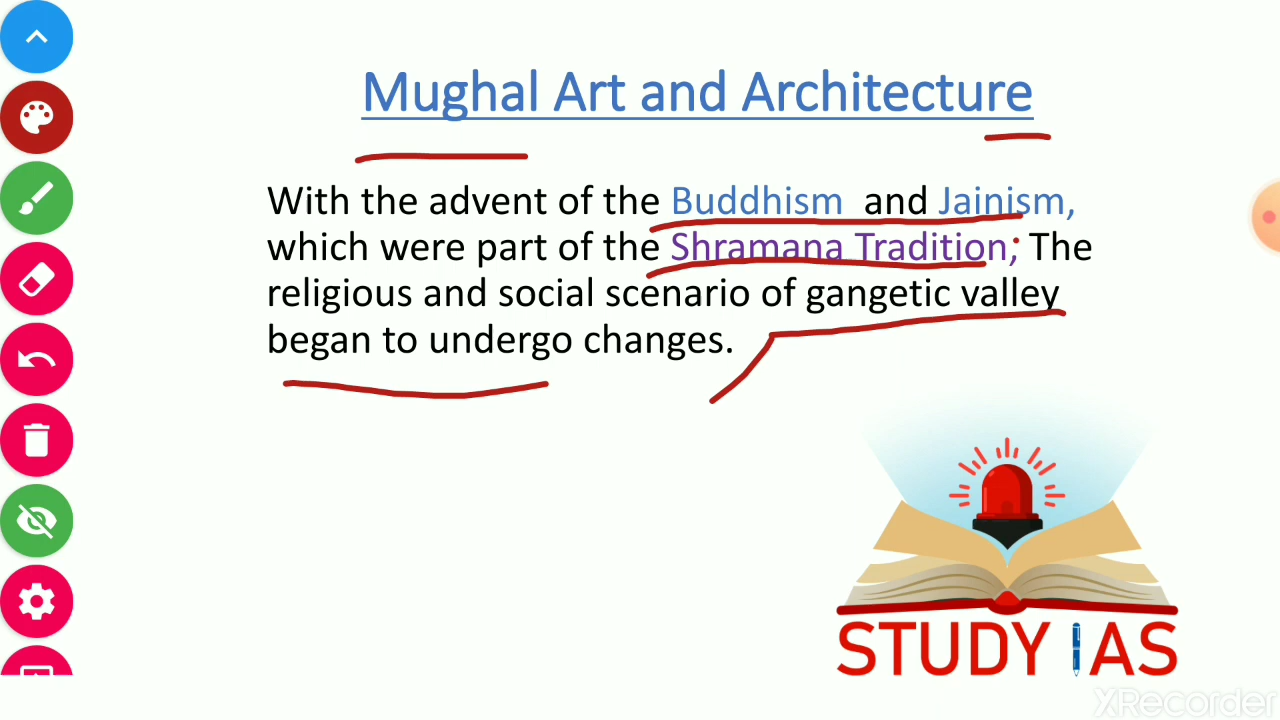 Mughal Art and Architecture
With the advent of the Buddhism and Jainism,
which were part of the Shramana Tradition; The
religious and social scenario of gangetic valley
began to undergo changes.
STUDY IAS
XRecorder